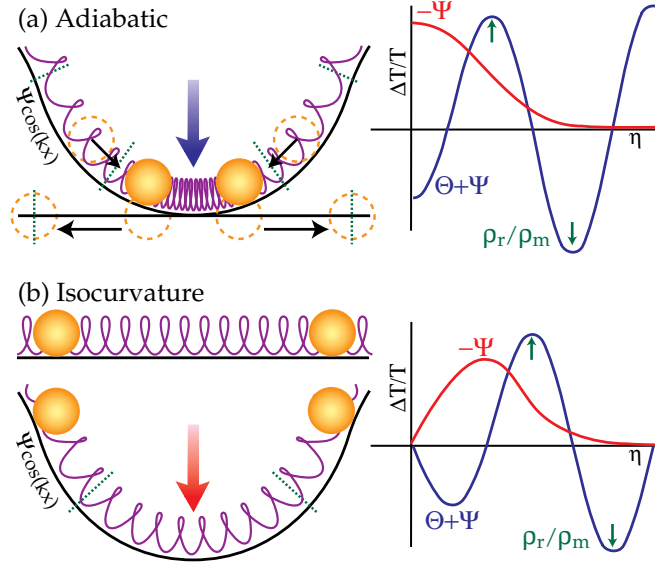 (a) Adiabatic
Ψcos(kx)
−Ψ
ΔT/T
η
Θ+Ψ
ρr/ρm
(b) Isocurvature
Ψcos(kx)
−Ψ
ΔT/T
η
Θ+Ψ
ρr/ρm